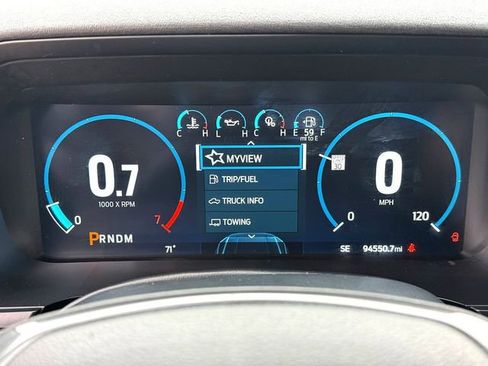 C H L H C H E 59 F
mi to E
MYVIEW
TRIP/FUEL
TRUCK INFO
TOWING
0.7
1000 X RPM
0 7
PRNDM
71°
30
0
MPH
0 120
SE 94550.7mi